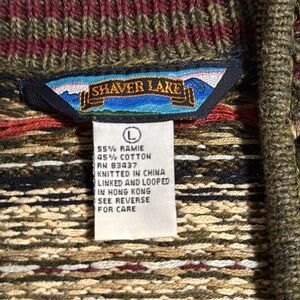 SHAVER LAKE
L
55% RAMIE
45% COTTON
RN 83437
KNITTED IN CHINA
LINKED AND LOOPED
IN HONG KONG
SEE REVERSE
FOR CARE